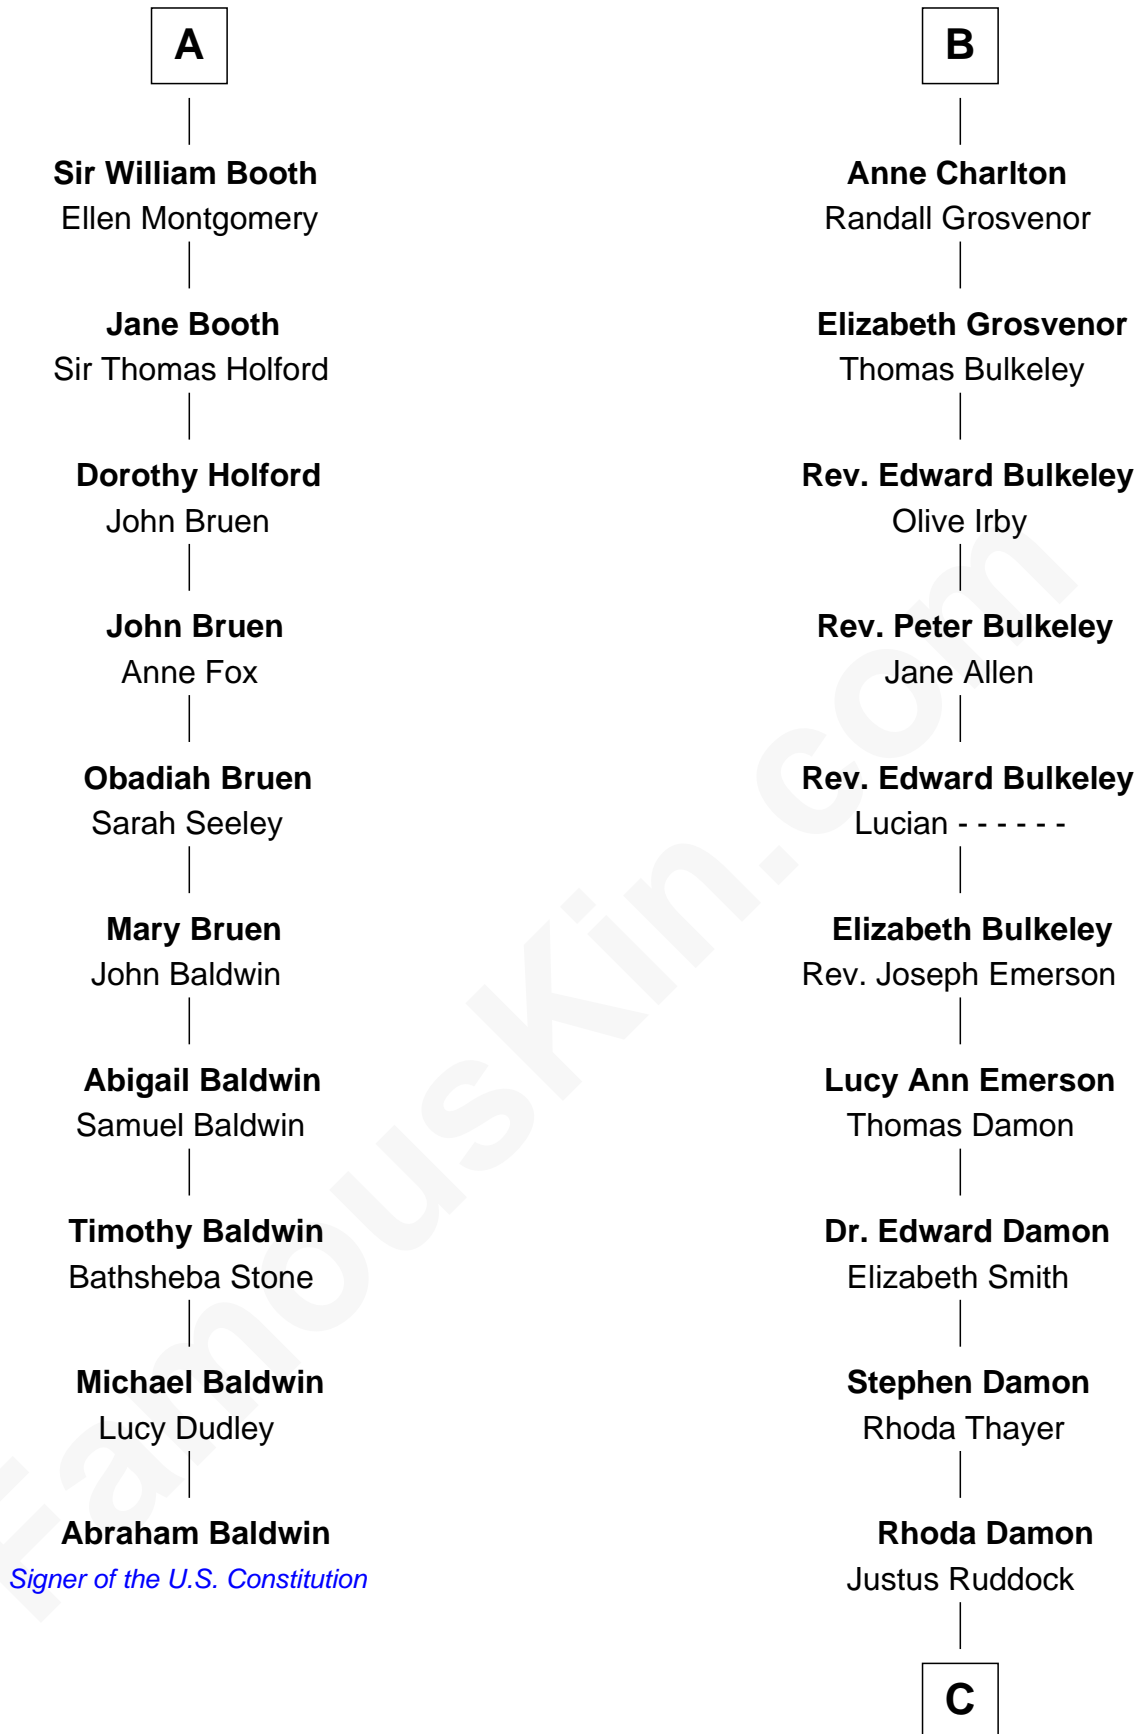 A
Sir William Booth
Ellen Montgomery
Jane Booth
Sir Thomas Holford
Dorothy Holford
John Bruen
John Bruen
Anne Fox
Obadiah Bruen
Sarah Seeley
Mary Bruen
John Baldwin
Abigail Baldwin
Samuel Baldwin
Timothy Baldwin
Bathsheba Stone
Michael Baldwin
Lucy Dudley
Abraham Baldwin
Signer of the U.S. Constitution
B
Anne Charlton
Randall Grosvenor
Elizabeth Grosvenor
Thomas Bulkeley
Rev. Edward Bulkeley
Olive Irby
Rev. Peter Bulkeley
Jane Allen
Rev. Edward Bulkeley
Lucian - - - - - -
Elizabeth Bulkeley
Rev. Joseph Emerson
Lucy Ann Emerson
Thomas Damon
Dr. Edward Damon
Elizabeth Smith
Stephen Damon
Rhoda Thayer
Rhoda Damon
Justus Ruddock
C
FamousKin.com